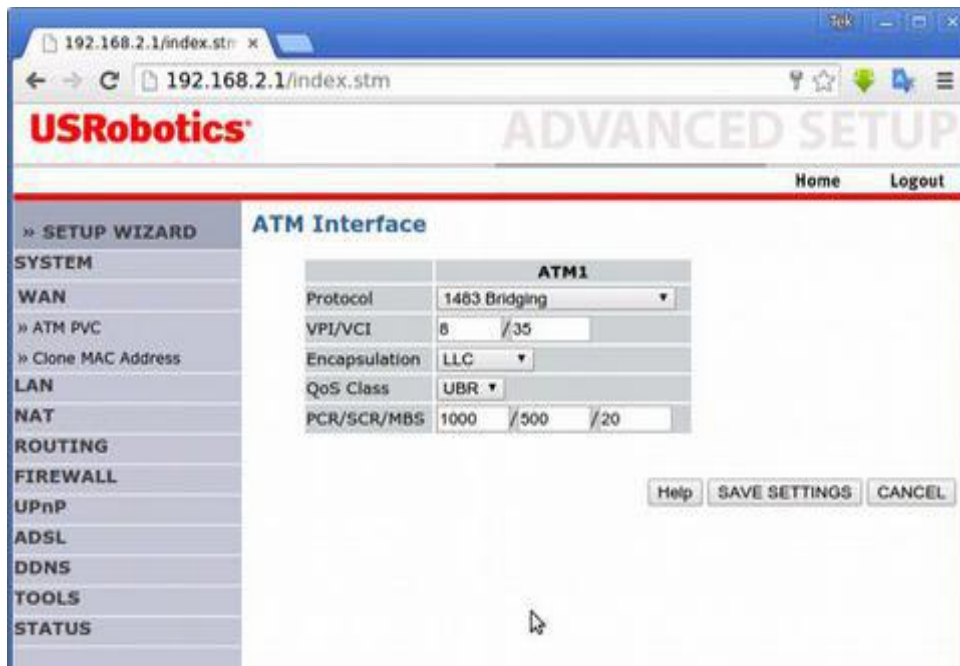 Tek
192.168.2.1/index.str
192.168.2.1/index.stm
USRobotics
ADVANCED SETUP
Home Logout
» SETUP WIZARD
SYSTEM
WAN
» ATM PVC
» Clone MAC Address
LAN
NAT
ROUTING
FIREWALL
UPnP
ADSL
DDNS
TOOLS
STATUS
ATM Interface
ATM1
Protocol 1483 Bridging
VPI/VCI 8 / 35
Encapsulation LLC
QoS Class UBR
PCR/SCR/MBS 1000 / 500 / 20
Help SAVE SETTINGS CANCEL